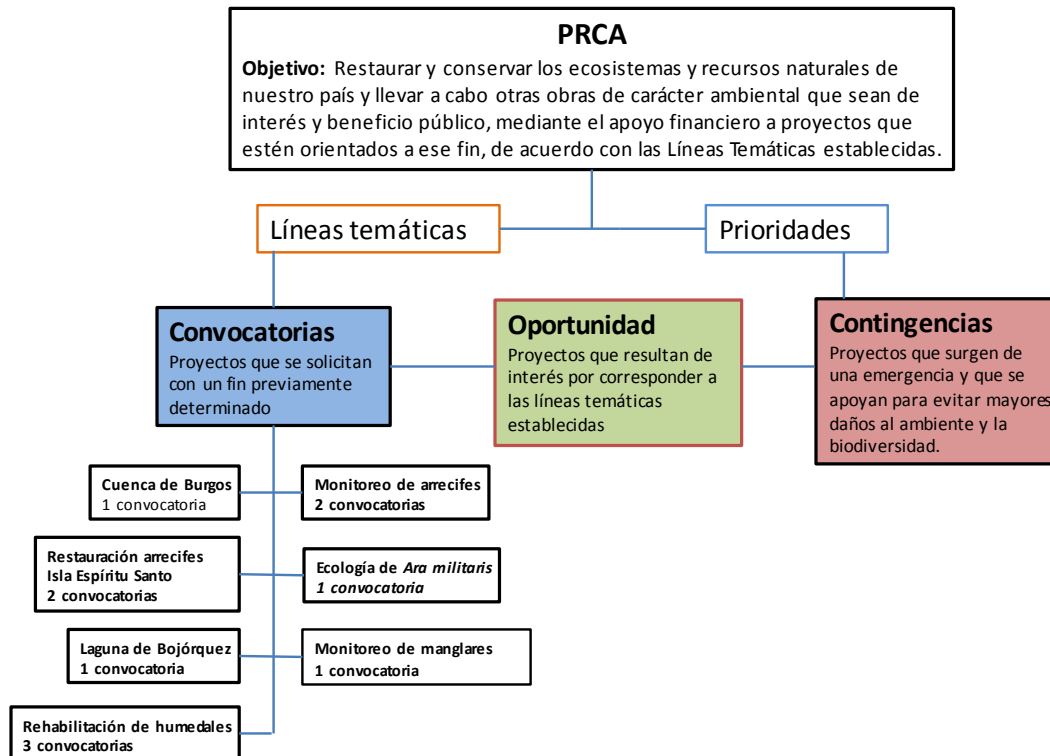 PRCA
Objetivo: Restaurar y conservar los ecosistemas y recursos naturales de
nuestro país y llevar a cabo otras obras de carácter ambiental que sean de
interés y beneficio público, mediante el apoyo financiero a proyectos que
estén orientados a ese fin, de acuerdo con las Líneas Temáticas establecidas.
Líneas temáticas
Prioridades
Convocatorias
Proyectos que se solicitan
con un fin previamente
determinado
Oportunidad
Proyectos que resultan de
interés por corresponder a
las líneas temáticas
establecidas
Contingencias
Proyectos que surgen de
una emergencia y que se
apoyan para evitar mayores
daños al ambiente y la
biodiversidad.
Cuenca de Burgos
1 convocatoria
Monitoreo de arrecifes
2 convocatorias
Restauración arrecifes
Isla Espíritu Santo
2 convocatorias
Ecología de Ara militaris
1 convocatoria
Laguna de Bojórquez
1 convocatoria
Monitoreo de manglares
1 convocatoria
Rehabilitación de humedales
3 convocatorias